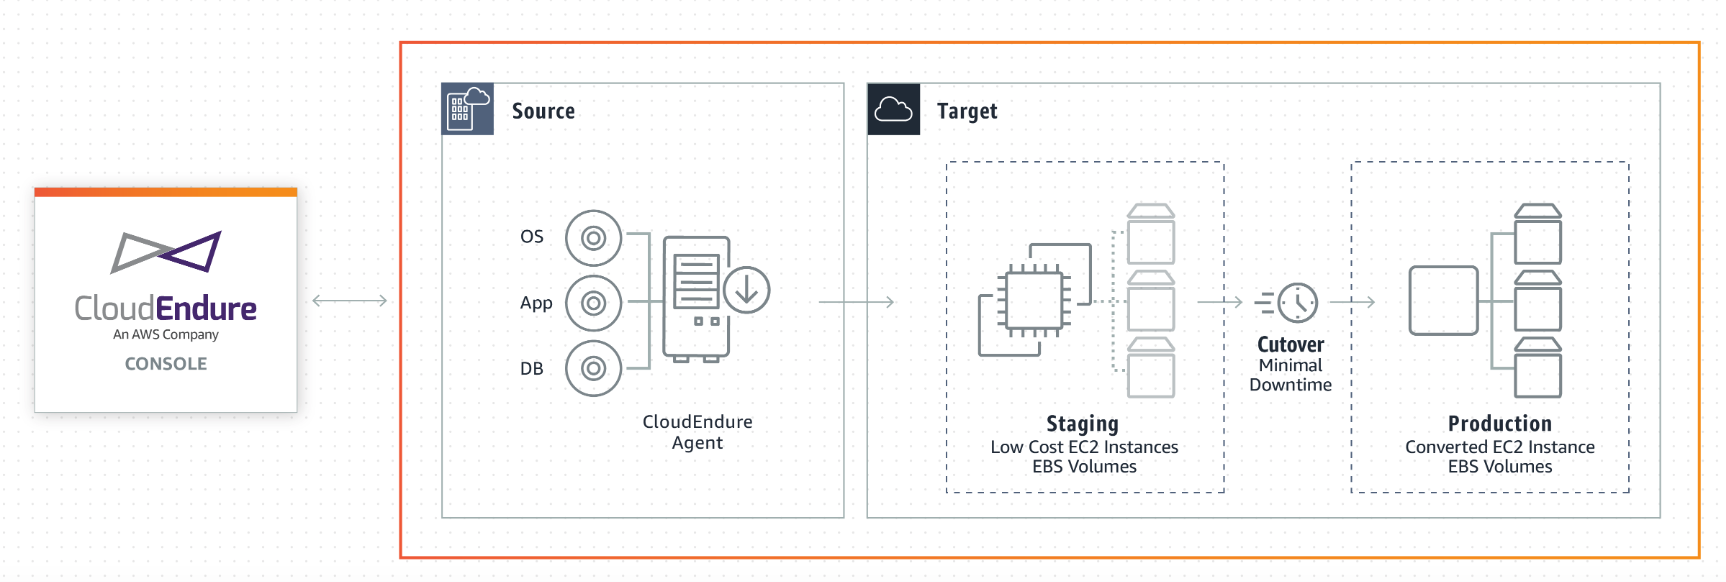 CloudEndure
An AWS Company
CONSOLE
Source
OS
App
DB
CloudEndure
Agent
Target
Staging
Low Cost EC2 Instances
EBS Volumes
Cutover
Minimal
Downtime
Production
Converted EC2 Instance
EBS Volumes